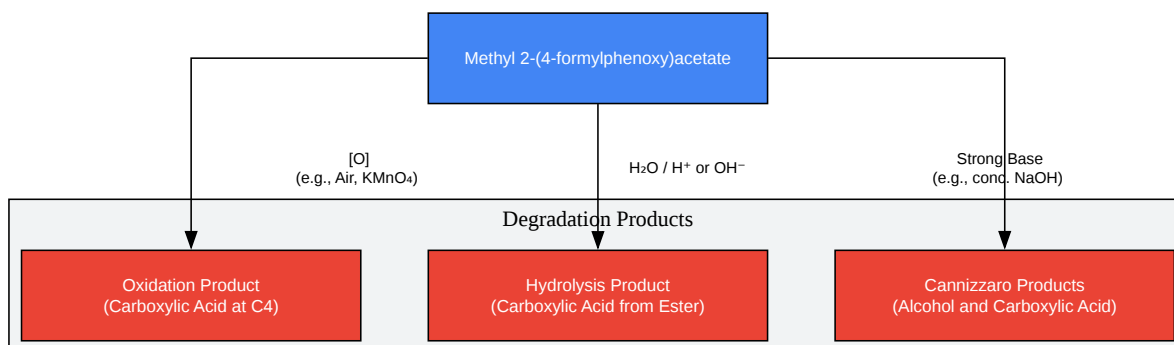 Methyl 2-(4-formylphenoxy)acetate
[O]
(e.g., Air, KMnO₄)
H₂O / H⁺ or OH⁻
Strong Base
(e.g., conc. NaOH)
Degradation Products
Oxidation Product
(Carboxylic Acid at C4)
Hydrolysis Product
(Carboxylic Acid from Ester)
Cannizzaro Products
(Alcohol and Carboxylic Acid)